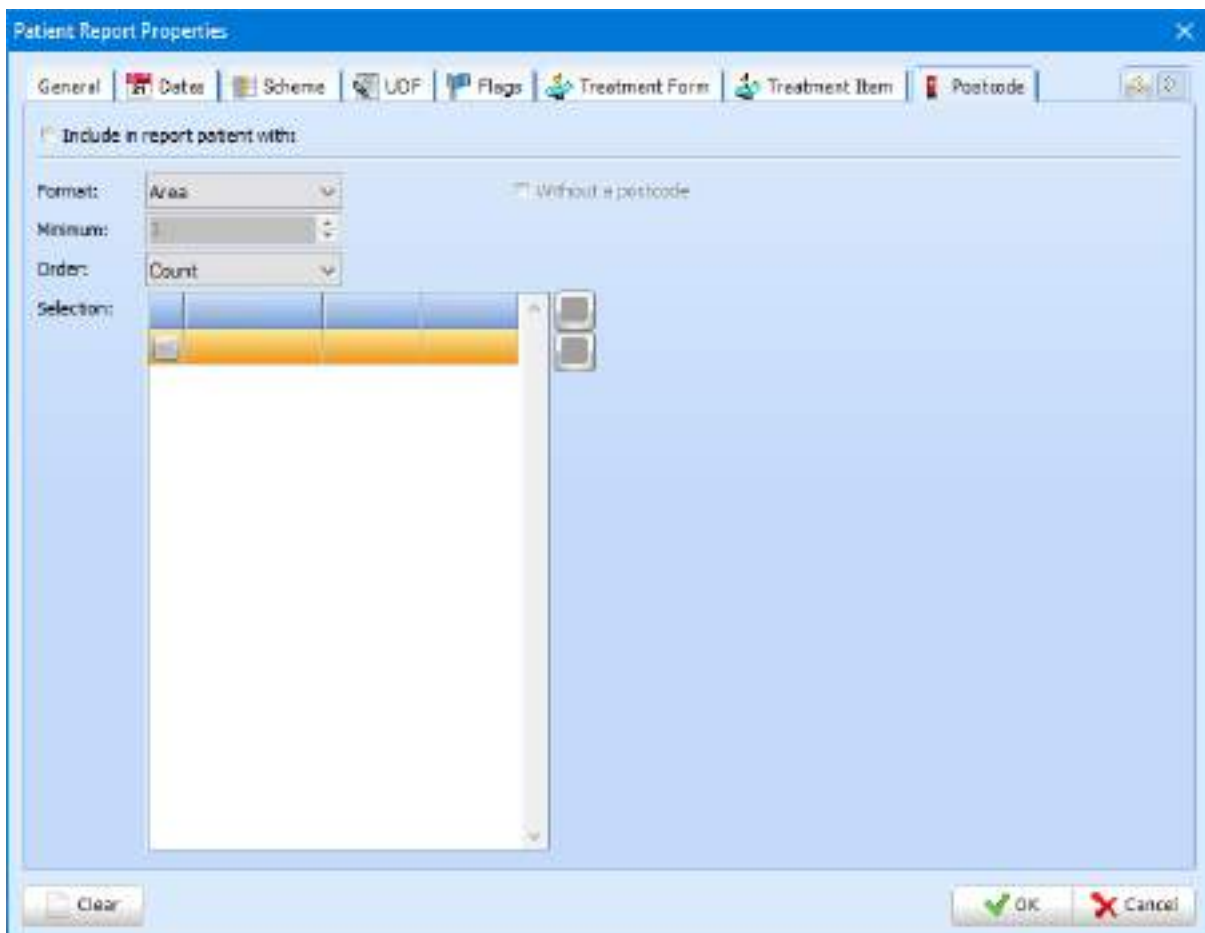 Patient Report Properties
General Dates Scheme UDF Flags Treatment Form Treatment Item Postcode
Include in report patient with:
Format: Area Without a postcode
Minimum:
Order: Count
Selection:
Clear OK Cancel